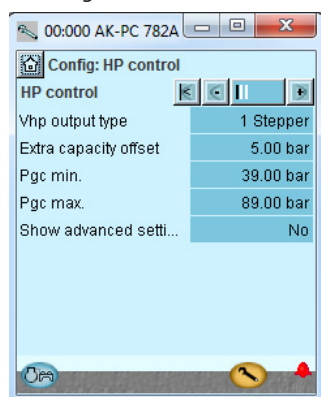 00:000 AK-PC 782A
Config: HP control
HP control
Vhp output type 1 Stepper
Extra capacity offset 5.00 bar
Pgc min. 39.00 bar
Pgc max. 89.00 bar
Show advanced setti... No